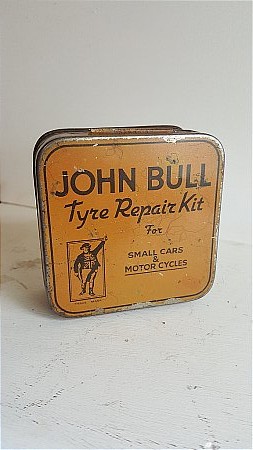 JOHN BULL
Tyre Repair Kit
For
SMALL CARS
&
MOTOR CYCLES